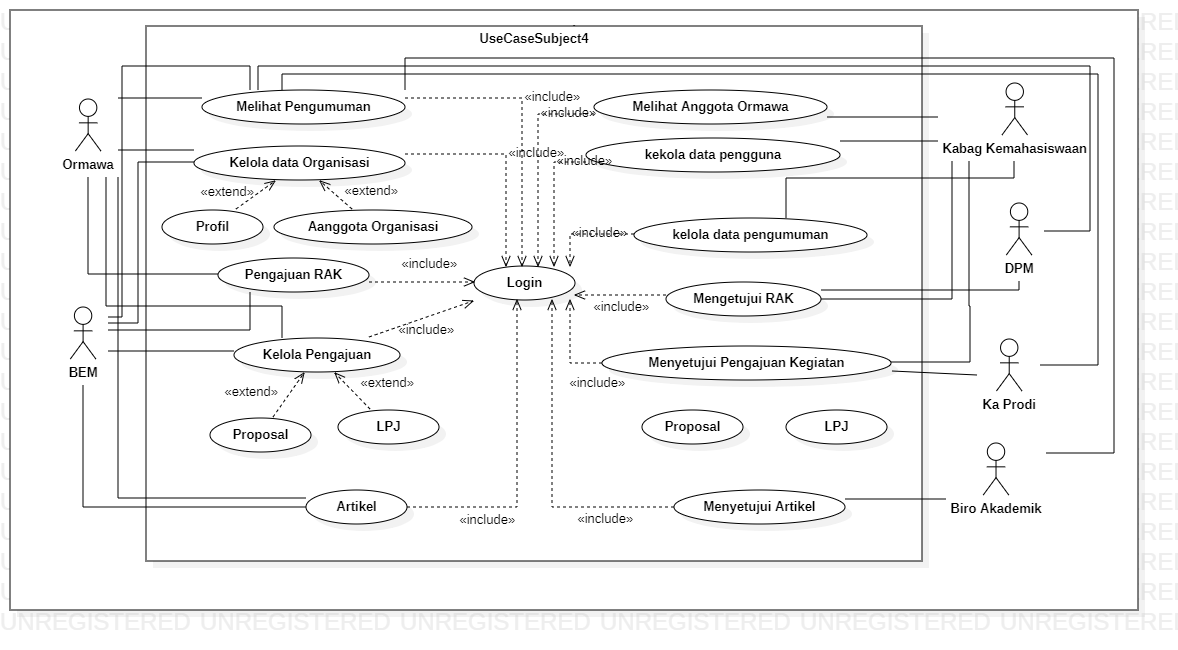 UseCaseSubject4
Melihat Pengumuman
«include»
Melihat Anggota Ormawa
«include»
Ormawa
Kelola data Organisasi
«include»
kekola data pengguna
«include»
Kabag Kemahasiswaan
«extend»
«extend»
Profil
Aanggota Organisasi
«include»
kelola data pengumuman
«include»
Pengajuan RAK
Login
DPM
«include»
Mengetujui RAK
«include»
BEM
Kelola Pengajuan
Menyetujui Pengajuan Kegiatan
«extend»
«extend»
«include»
Ka Prodi
Proposal
LPJ
Proposal
LPJ
Artikel
«include»
«include»
Menyetujui Artikel
Biro Akademik
UNREGISTERED UNREGISTERED UNREGISTERED UNREGISTERED UNREGISTERED UNREI